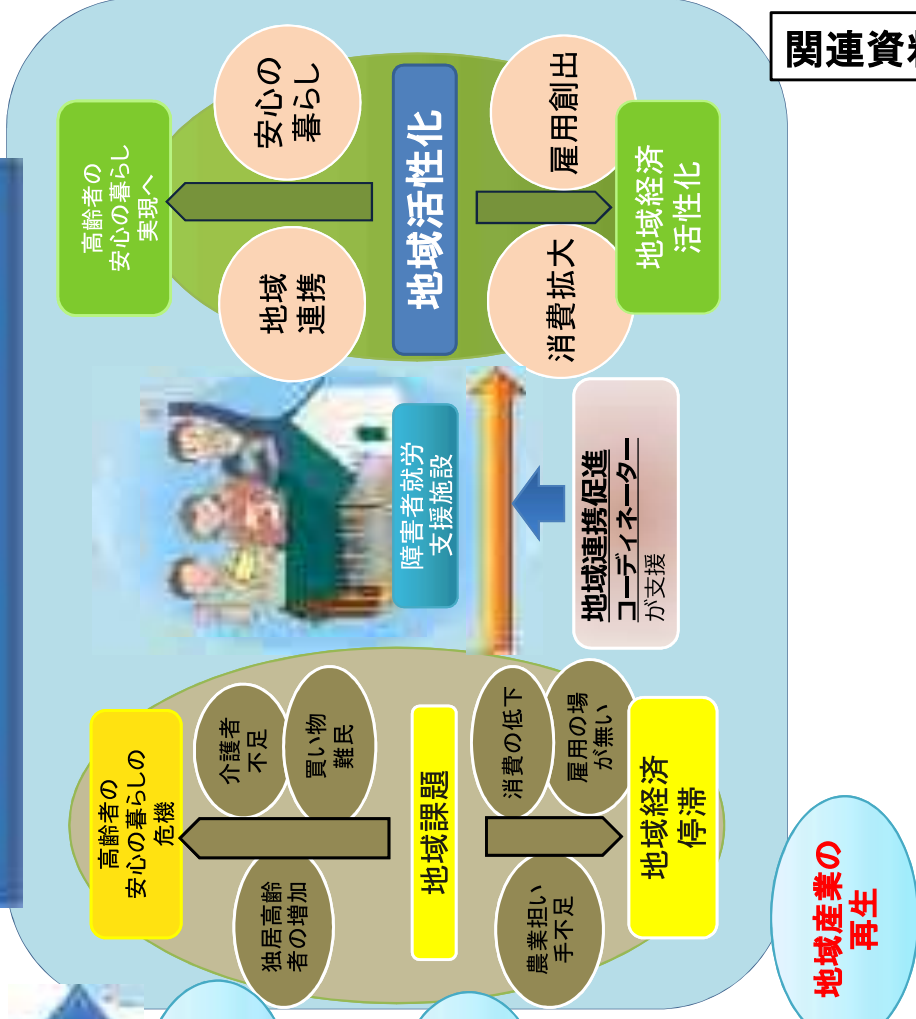 関連資料
高齢者の
安心の暮らしの
危機
介護者
不足
買い物
難民
独居高齢
者の増加
地域課題
消費の低下
雇用の場
が無い
農業担い
手不足
地域経済
停滞
障害者就労
支援施設
地域連携促進
コーディネーター
が支援
高齢者の
安心の暮らし
実現へ
安心の
暮らし
地域
連携
地域活性化
雇用創出
消費拡大
地域経済
活性化
地域産業の
再生